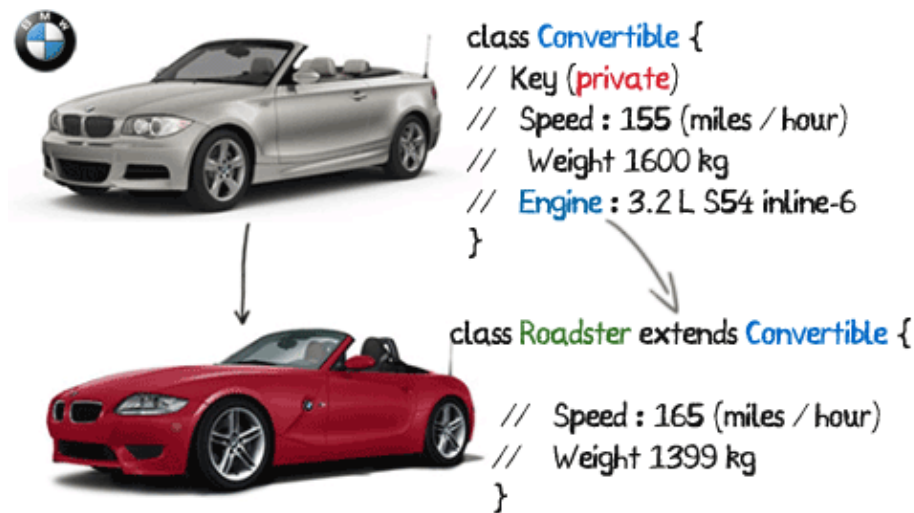 BMW
class Convertible {
// Key (private)
// Speed : 155 (miles / hour)
// Weight 1600 kg
// Engine : 3.2 L S54 inline-6
}
class Roadster extends Convertible {
// Speed : 165 (miles / hour)
// Weight 1399 kg
}